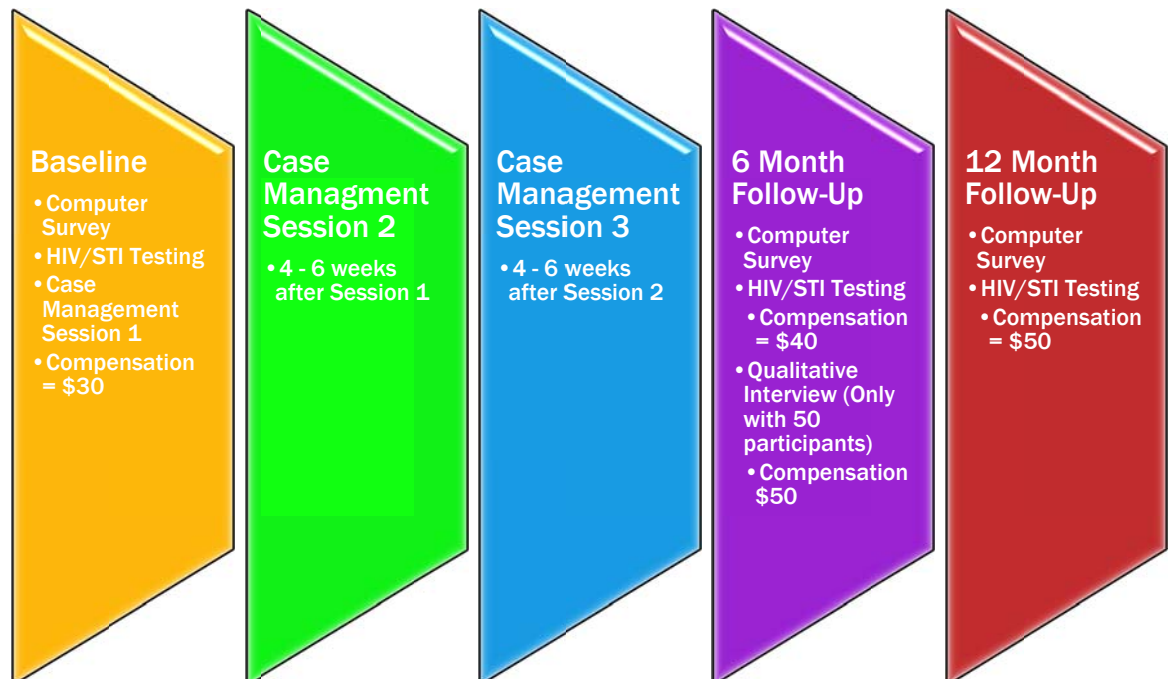 Baseline
•Computer
Survey
•HIV/STI Testing
•Case
Management
Session 1
•Compensation
= $30
Case
Managment
Session 2
•4 - 6 weeks
after Session 1
Case
Management
Session 3
•4 - 6 weeks
after Session 2
6 Month
Follow-Up
•Computer
Survey
•HIV/STI Testing
•Compensation
= $40
•Qualitative
Interview (Only
with 50
participants)
•Compensation
$50
12 Month
Follow-Up
•Computer
Survey
•HIV/STI Testing
•Compensation
= $50